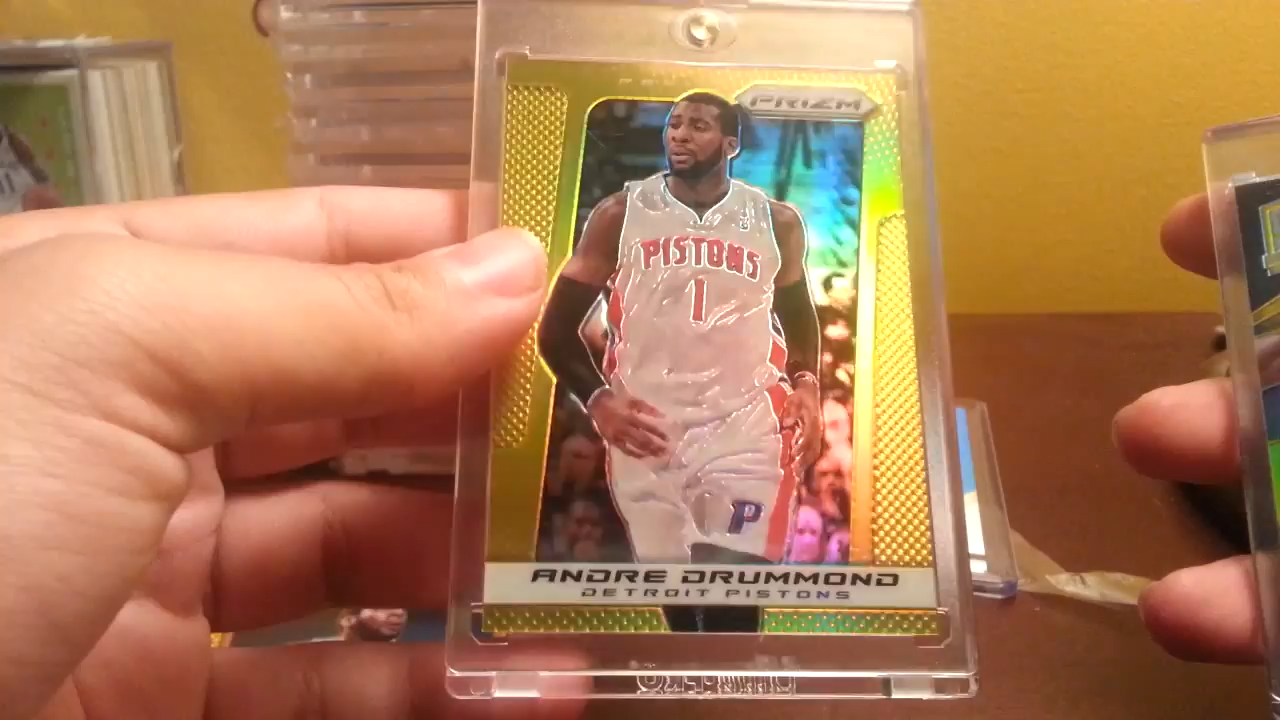 PRIZM
PISTONS
1
P
ANDRE DRUMMOND
DETROIT PISTONS